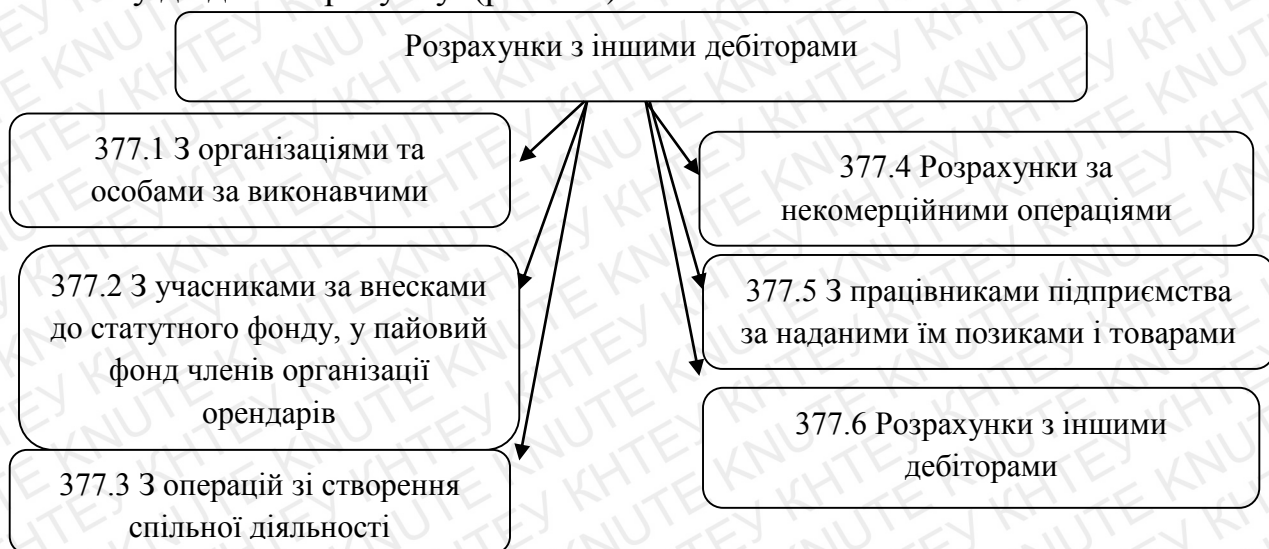 Розрахунки з іншими дебіторами
377.1 З організаціями та
особами за виконавчими
377.2 З учасниками за внесками
до статутного фонду, у пайовий
фонд членів організації
орендарів
377.3 З операцій зі створення
спільної діяльності
377.4 Розрахунки за
некомерційними операціями
377.5 З працівниками підприємства
за наданими їм позиками і товарами
377.6 Розрахунки з іншими
дебіторами